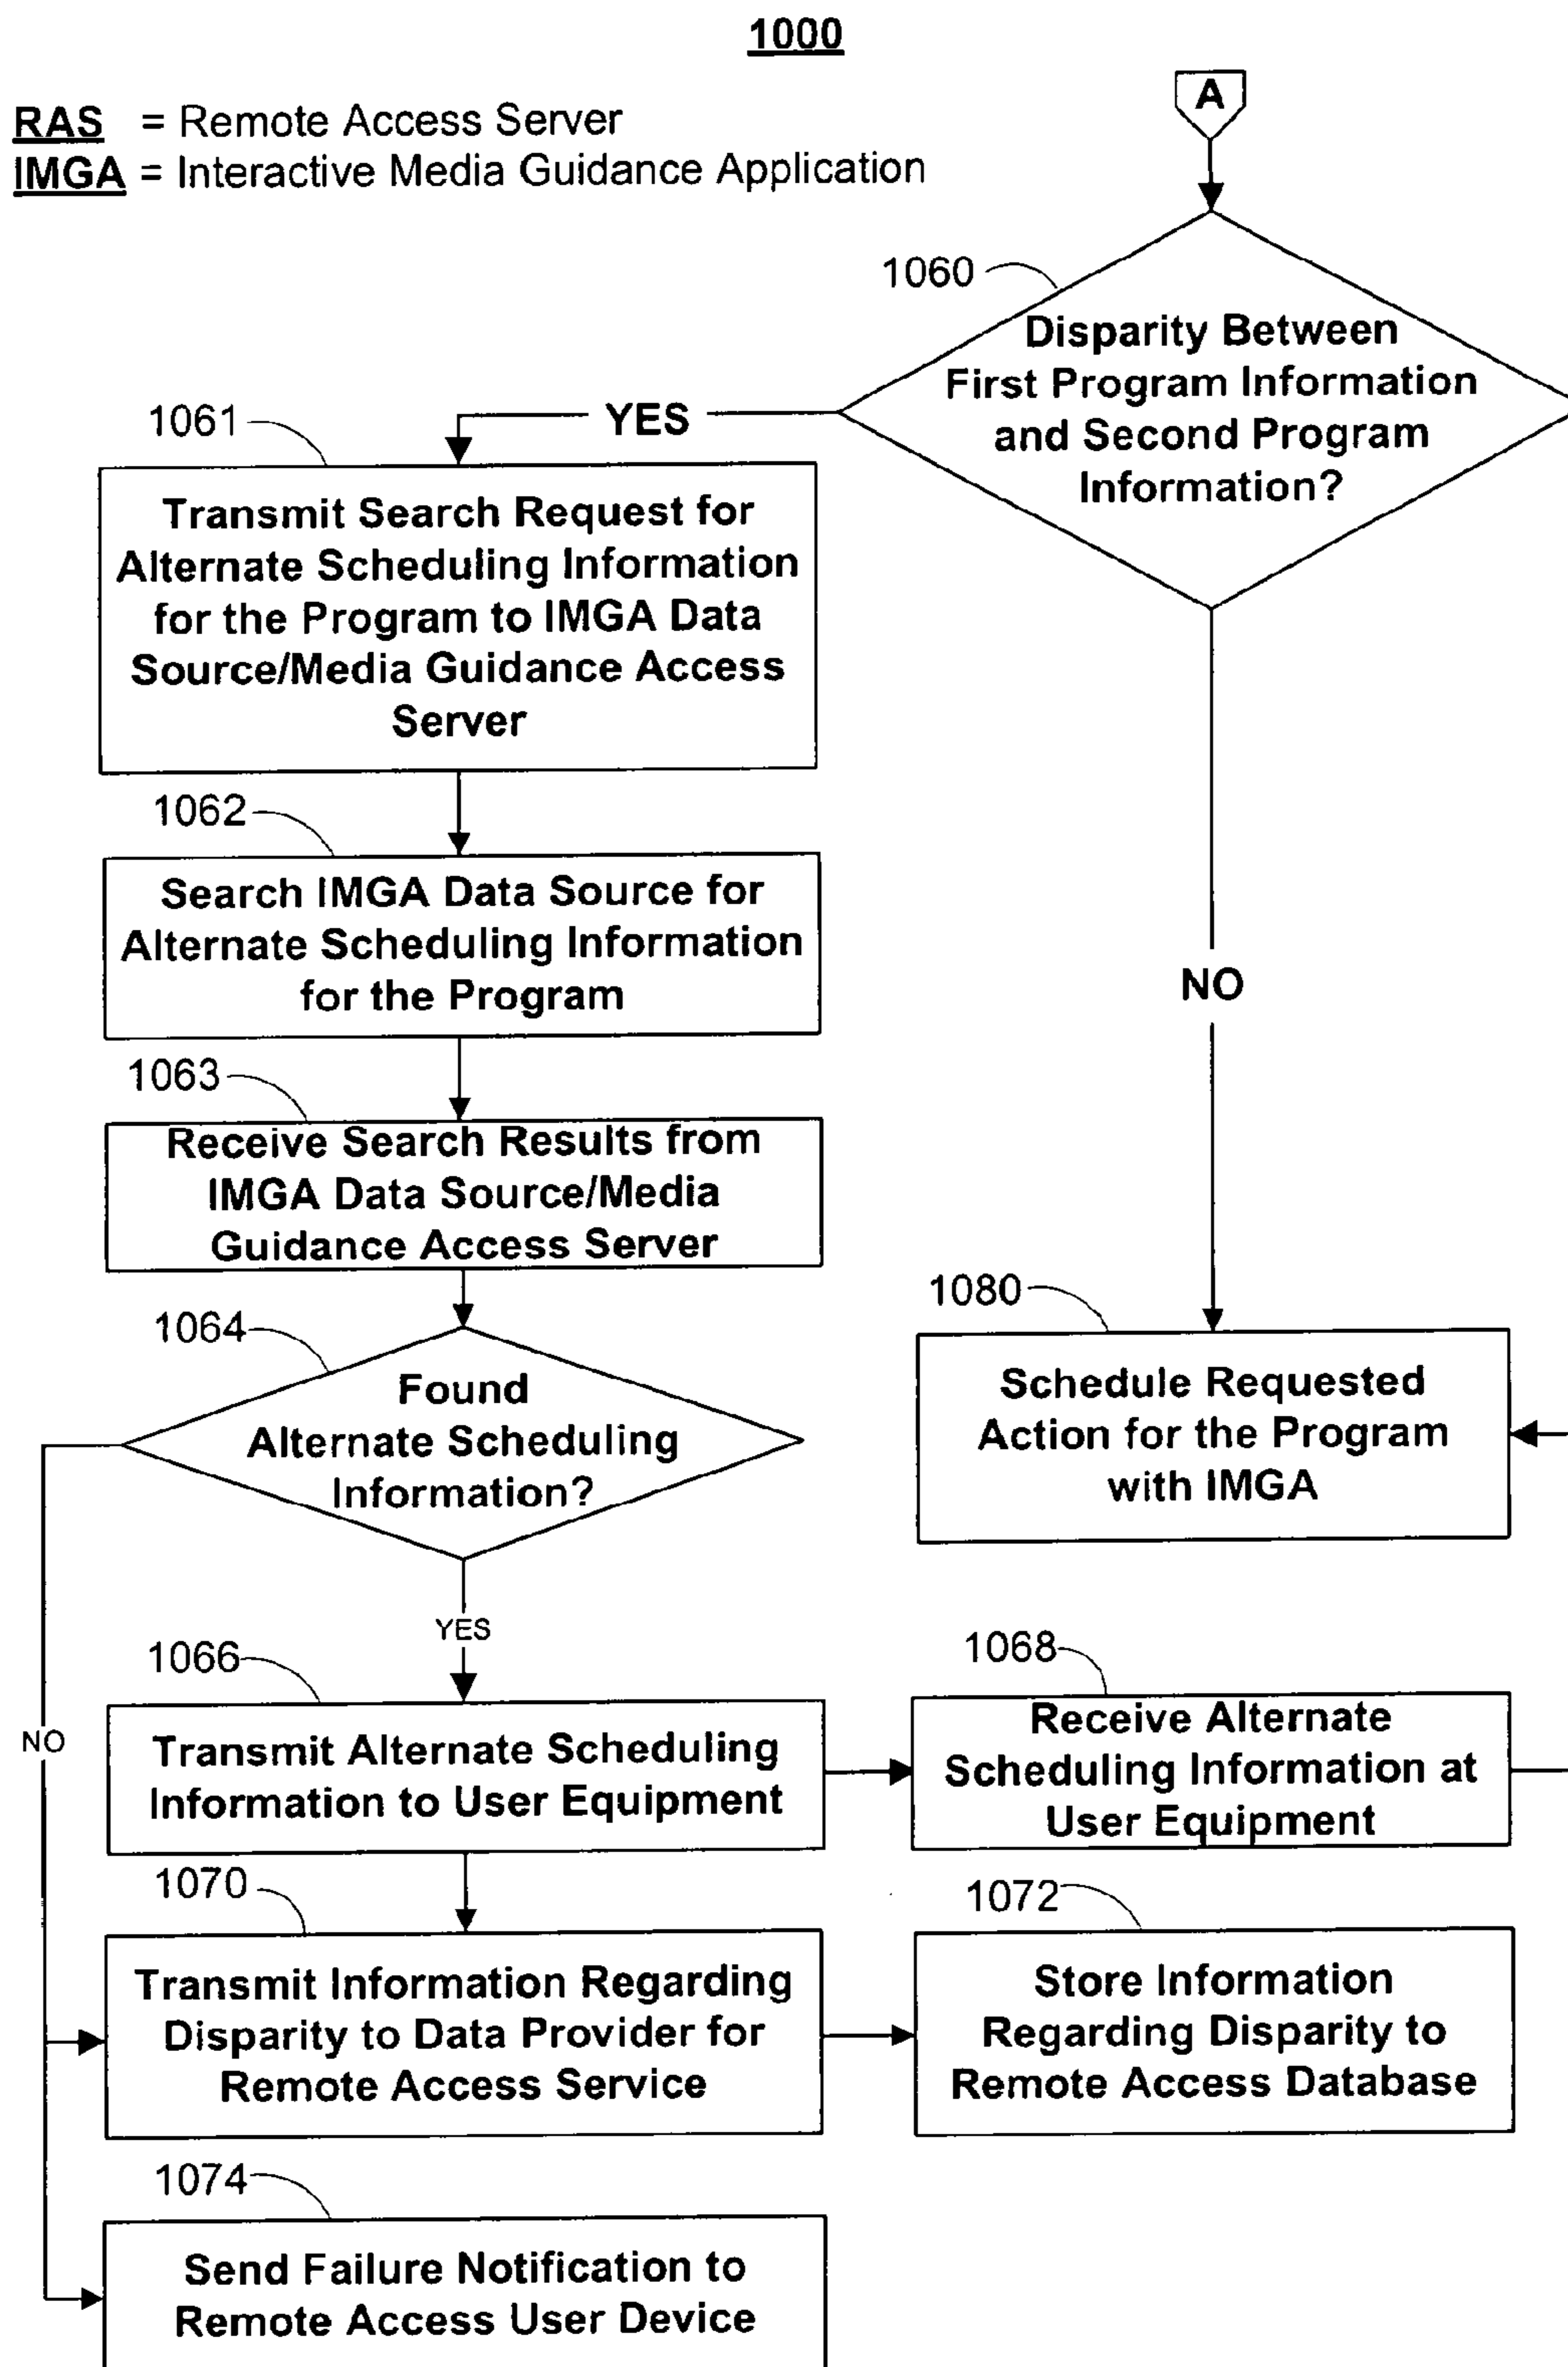 1000
RAS = Remote Access Server
IMGA = Interactive Media Guidance Application
A
1060
Disparity Between
First Program Information
and Second Program
Information?
YES
1061
Transmit Search Request for
Alternate Scheduling Information
for the Program to IMGA Data
Source/Media Guidance Access
Server
1062
Search IMGA Data Source for
Alternate Scheduling Information
for the Program
NO
1063
Receive Search Results from
IMGA Data Source/Media
Guidance Access Server
1080
Schedule Requested
Action for the Program
with IMGA
1064
Found
Alternate Scheduling
Information?
YES
NO
1066
Transmit Alternate Scheduling
Information to User Equipment
1068
Receive Alternate
Scheduling Information at
User Equipment
1070
Transmit Information Regarding
Disparity to Data Provider for
Remote Access Service
1072
Store Information
Regarding Disparity to
Remote Access Database
1074
Send Failure Notification to
Remote Access User Device